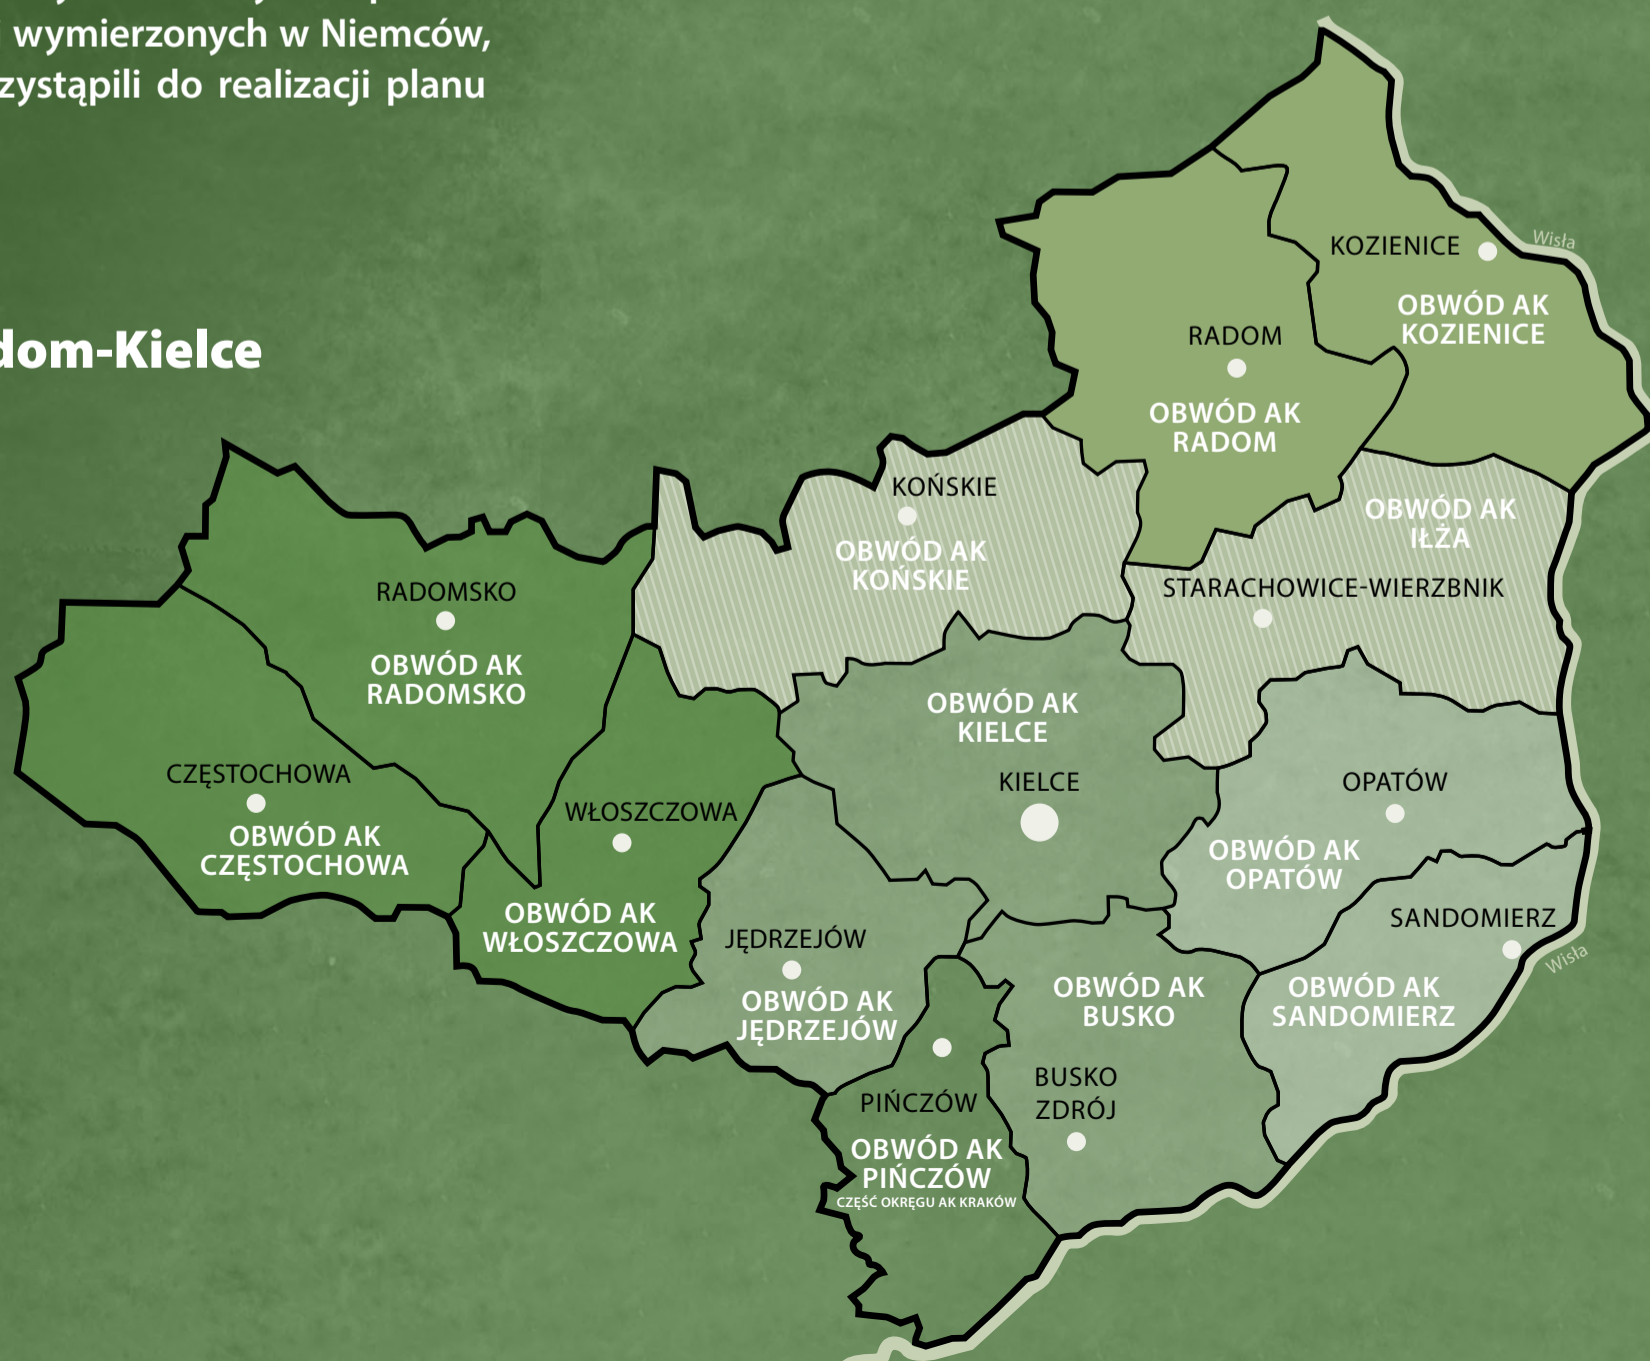 wymierzonych w Niemców,
zystąpili do realizacji planu
dom-Kielce
KOZIENICE
Wisła
OBWÓD AK
KOZIENICE
RADOM
OBWÓD AK
RADOM
KOŃSKIE
OBWÓD AK
KOŃSKIE
OBWÓD AK
IŁŻA
STARACHOWICE-WIERZBNIK
RADOMSKO
OBWÓD AK
RADOMSKO
OBWÓD AK
KIELCE
KIELCE
CZĘSTOCHOWA
OBWÓD AK
CZĘSTOCHOWA
WŁOSZCZOWA
OBWÓD AK
WŁOSZCZOWA
OPATÓW
OBWÓD AK
OPATÓW
SANDOMIERZ
Wisła
OBWÓD AK
SANDOMIERZ
JĘDRZEJÓW
OBWÓD AK
JĘDRZEJÓW
OBWÓD AK
BUSKO
BUSKO
ZDRÓJ
PIŃCZÓW
OBWÓD AK
PIŃCZÓW
CZĘŚĆ OKRĘGU AK KRAKÓW